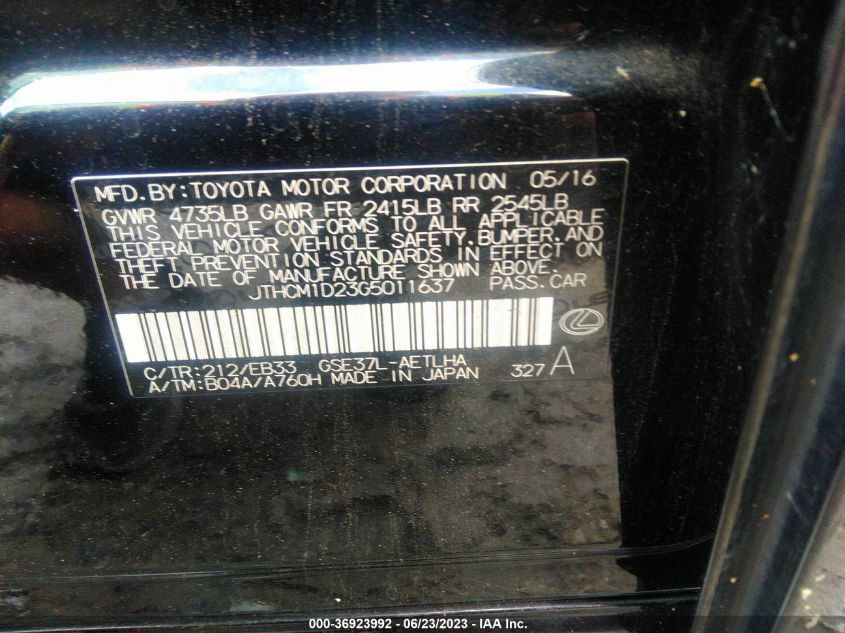 MFD.BY:TOYOTA MOTOR CORPORATION 05/16
GVWR 4735LB GAWR FR 2415LB RR 2545LB
THIS VEHICLE CONFORMS TO ALL APPLICABLE
FEDERAL MOTOR VEHICLE SAFETY,BUMPER,AND
THEFT PREVENTION STANDARDS IN EFFECT ON
THE DATE OF MANUFACTURE SHOWN ABOVE.
JTHCM1D23G5011637 PASS.CAR
C/TR:212/EB33 GSE37L-AETLHA
A/TM:B04A/A760H MADE IN JAPAN 327A
000-36923992 - 06/23/2023 - IAA Inc.